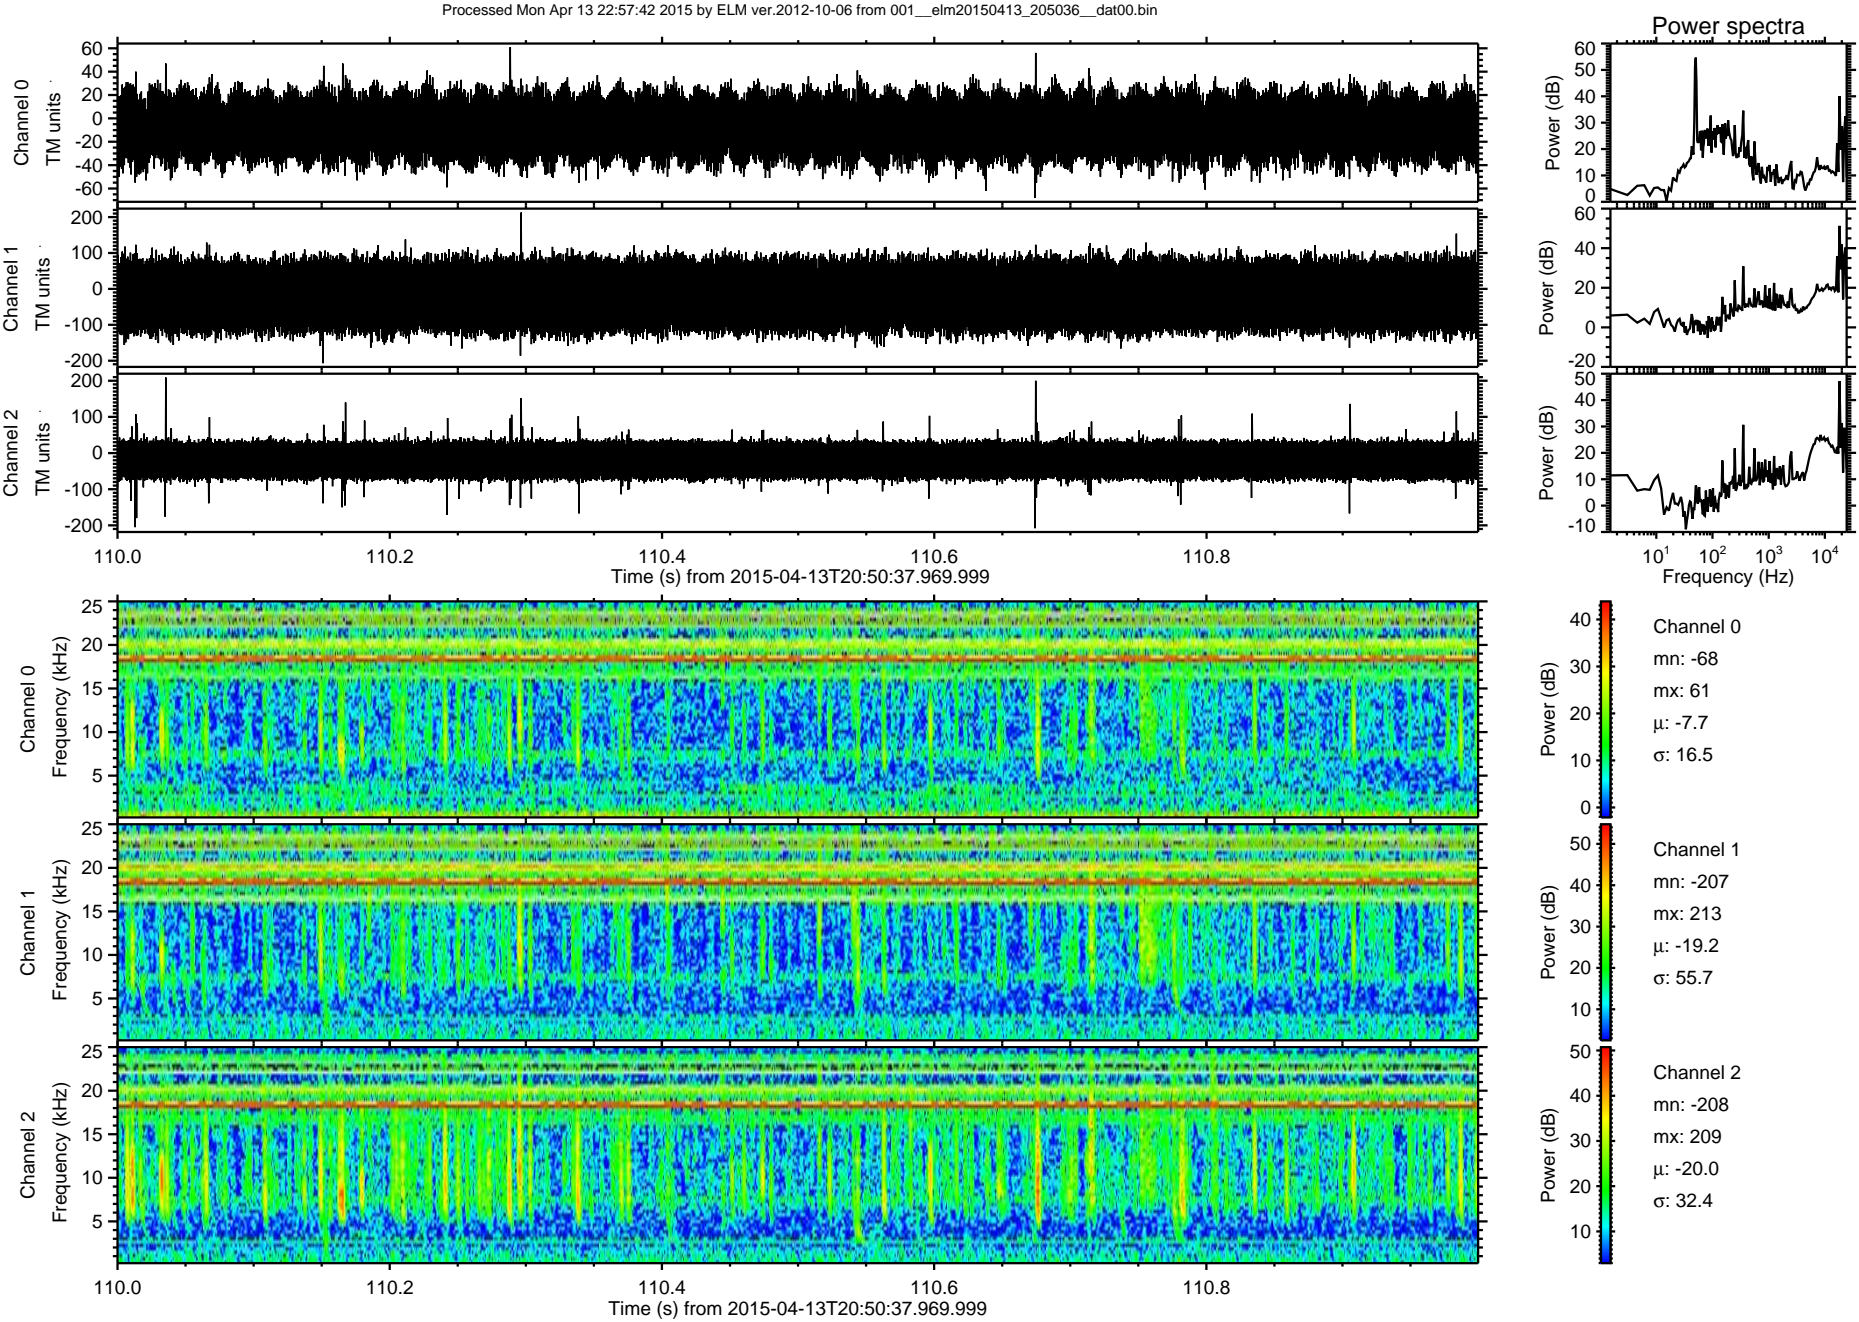 Processed Mon Apr 13 22:57:42 2015 by ELM ver.2012-10-06 from 001__elm20150413_205036__dat00.bin
Power spectra
Channel 0
TM units
60
40
20
0
-20
-40
-60
Power (dB)
60
50
40
30
20
10
0
Channel 1
TM units
200
100
0
-100
-200
Power (dB)
60
40
20
0
-20
Channel 2
TM units
200
100
0
-100
-200
Power (dB)
50
40
30
20
10
0
-10
110.0 110.2 110.4 110.6 110.8
Time (s) from 2015-04-13T20:50:37.969.999
10¹ 10² 10³ 10⁴
Frequency (Hz)
Channel 0
Frequency (kHz)
25
20
15
10
5
Power (dB)
40
30
20
10
0
Channel 0
mn: -68
mx: 61
μ: -7.7
σ: 16.5
Channel 1
Frequency (kHz)
25
20
15
10
5
Power (dB)
50
40
30
20
10
Channel 1
mn: -207
mx: 213
μ: -19.2
σ: 55.7
Channel 2
Frequency (kHz)
25
20
15
10
5
Power (dB)
50
40
30
20
10
Channel 2
mn: -208
mx: 209
μ: -20.0
σ: 32.4
110.0 110.2 110.4 110.6 110.8
Time (s) from 2015-04-13T20:50:37.969.999